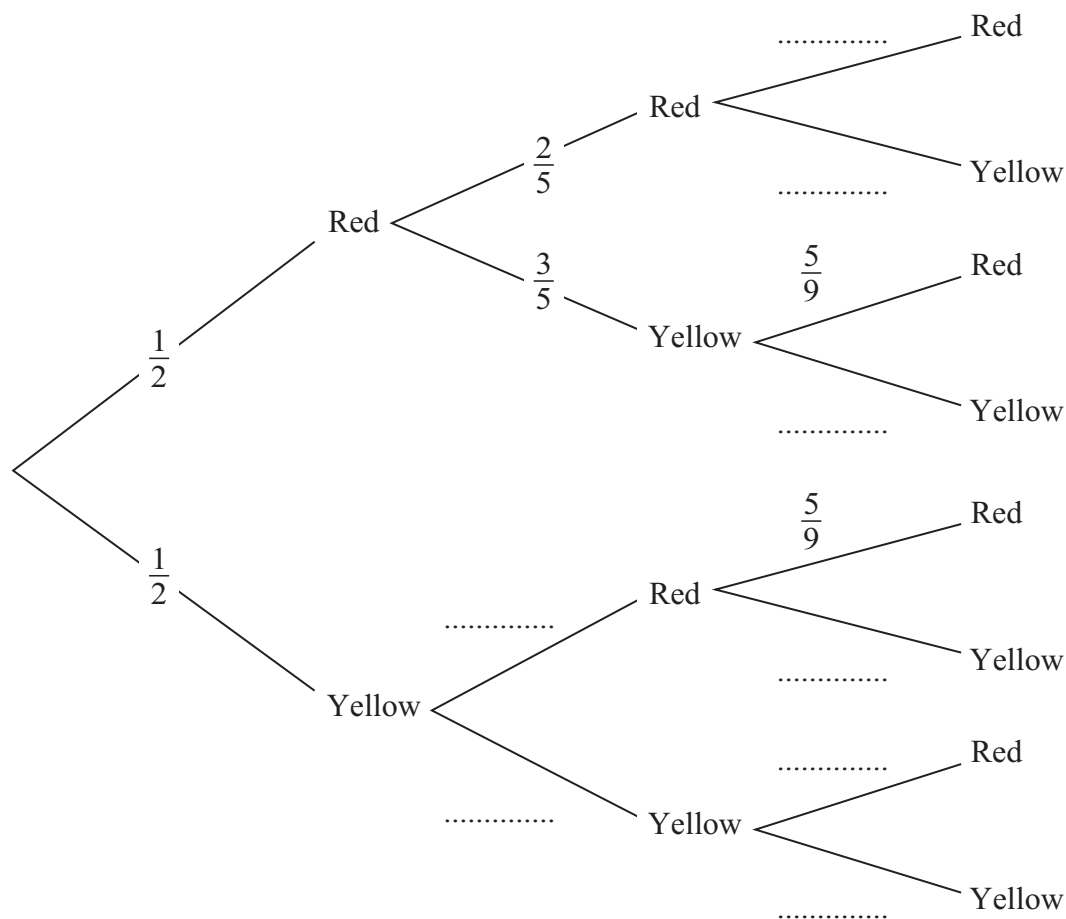 .............. Red
Red
2/5
.............. Yellow
Red
3/5
5/9 Red
Yellow
1/2
.............. Yellow
1/2
5/9 Red
Red
..............
.............. Yellow
Yellow
.............. Red
..............
Yellow
.............. Yellow